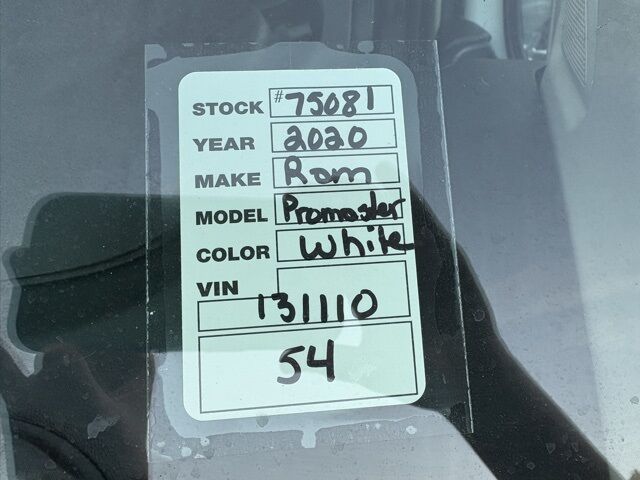 STOCK #75081
YEAR 2020
MAKE Ram
MODEL Promaster
COLOR White
VIN
131110
54